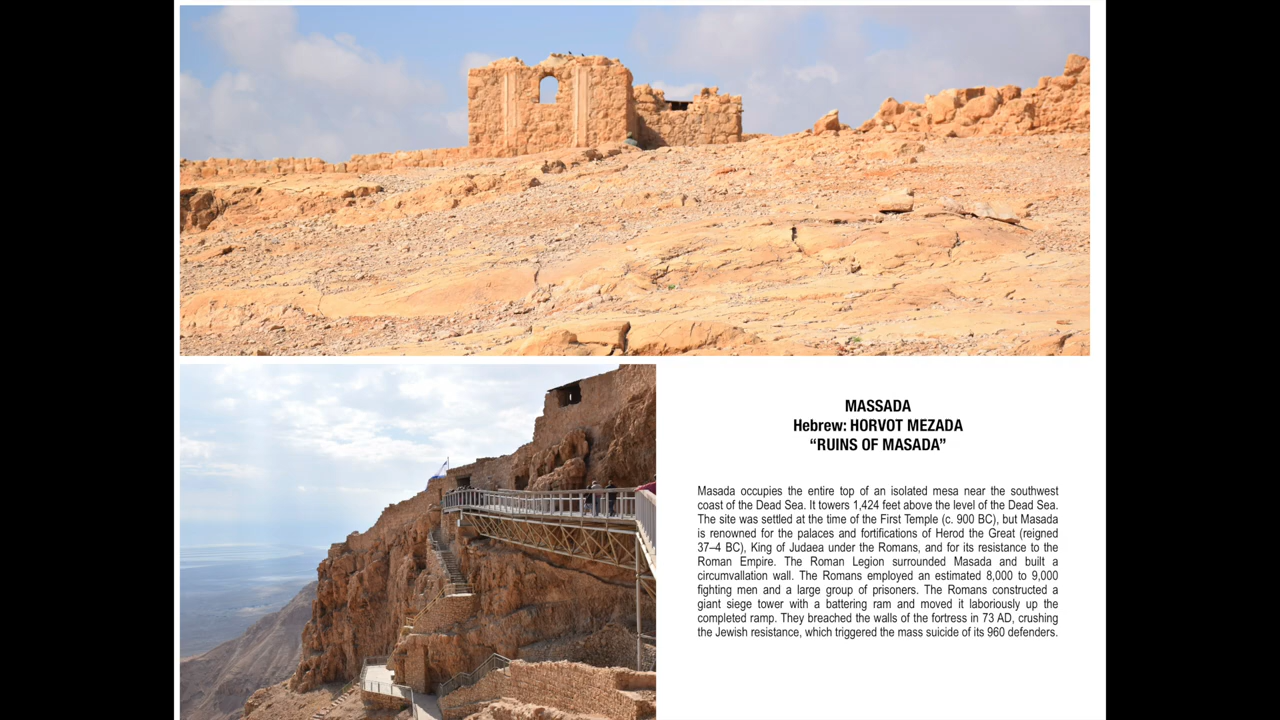 MASSADA
Hebrew: HORVOT MEZADA
“RUINS OF MASADA”
Masada occupies the entire top of an isolated mesa near the southwest
coast of the Dead Sea. It towers 1,424 feet above the level of the Dead Sea.
The site was settled at the time of the First Temple (c. 900 BC), but Masada
is renowned for the palaces and fortifications of Herod the Great (reigned
37–4 BC), King of Judaea under the Romans, and for its resistance to the
Roman Empire. The Roman Legion surrounded Masada and built a
circumvallation wall. The Romans employed an estimated 8,000 to 9,000
fighting men and a large group of prisoners. The Romans constructed a
giant siege tower with a battering ram and moved it laboriously up the
completed ramp. They breached the walls of the fortress in 73 AD, crushing
the Jewish resistance, which triggered the mass suicide of its 960 defenders.